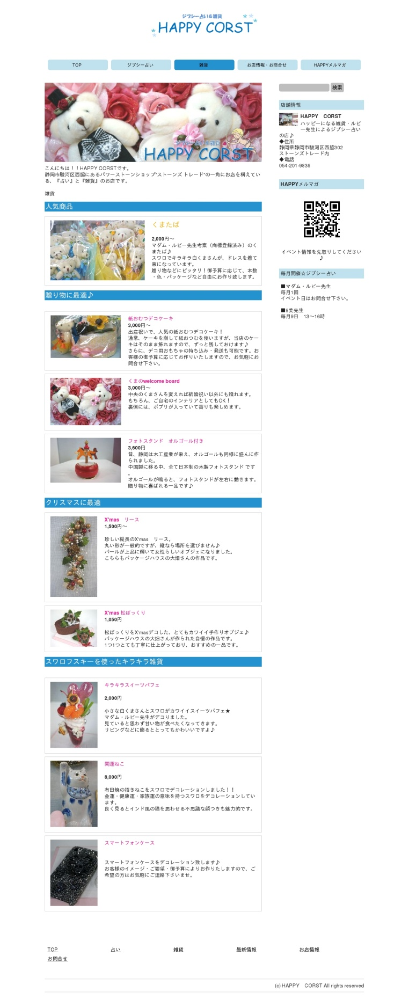 ジプシー占い＆雑貨
HAPPY CORST
TOP
ジプシー占い
雑貨
お店情報・お問合せ
HAPPYメルマガ
ジプシー占い&雑貨
HAPPY CORST
こんにちは！！HAPPY CORSTです。
静岡市駿河区西脇にあるパワーストーンショップ"ストーンズ トレード"の一角にお店を構えてい
る、『占い』と『雑貨』のお店です。
雑貨
人気商品
くまたば
2,000円～
マダム・ルビー先生考案（商標登録済み）のく
またば♪
スワロでキラキラ白くまさんが、ドレスを着て
束になっています。
贈り物などにピッタリ！御予算に応じて、本数
・色・パッケージなど自由にお作り致します。
贈り物に最適♪
紙おむつデコケーキ
3,000円～
出産祝いで、人気の紙おむつデコケーキ！
通常、ケーキを崩して紙おつむを使いますが、当店のケー
キはそのまま飾れますので、ずっと残しておけます♪
さらに、デコ用おもちゃの持ち込み・発送も可能です。お
客様の御予算に応じてお作りいたしますので、お気軽にお
問合せ下さい。
くまのwelcome board
3,000円～
中央のくまさんを変えれば結婚祝い以外にも贈れます。
もちろん、ご自宅のインテリアとしてもOK！
裏側には、ポプリが入っていて香りも楽しめます。
フォトスタンド　オルゴール付き
3,600円
昔、静岡は木工産業が栄え、オルゴールも同様に盛んに作
られました。
中国製に移る中、全て日本制の木製フォトスタンド です
。
オルゴールが鳴ると、フォトスタンドが左右に動きます。
贈り物に喜ばれる一品です♪
クリスマスに最適
X'mas　リース
1,500円～
珍しい縦長のX'mas　リース。
丸い形が一般的ですが、縦なら場所を選びません♪
パールが上品に輝いて女性らしいオブジェになりました。
こちらもパッケージハウスの大畑さんの作品です。
X'mas 松ぼっくり
1,050円
松ぼっくりをX'masデコした、とてもカワイイ手作りオブジェ♪
パッケージハウスの大畑さんが作られた自慢の作品です。
1つ1つとても丁寧に仕上がっており、おすすめの一品です。
スワロフスキーを使ったキラキラ雑貨
キラキラスイーツパフェ
2,000円
小さな白くまさんとスワロがカワイイスイーツパフェ★
マダム・ルビー先生がデコりました。
見ていると思わず甘い物が食べたくなってきます。
リビングなどに飾るととってもかわいいですよ♪
開運ねこ
8,000円
有田焼の招きねこをスワロでデコレーションしました！！
金運・健康運・家族運の意味を持つスワロをデコレーションしてい
ます。
良く見るとインド風の猫を思わせる不思議な顔つきも魅力的です。
スマートフォンケース
スマートフォンケースをデコレーション致します♪
お客様のイメージ・ご要望・御予算によりお作りたしますので、ご
希望の方はお気軽にご連絡下さいませ。
検索
店舗情報
HAPPY　CORST
ハッピーになる雑貨・ルビ
ー先生によるジプシー占い
の店♪
◆住所
静岡県静岡市駿河区西脇302
ストーンズトレード内
◆電話
054-201-9839
HAPPYメルマガ
イベント情報を先取りしてください
♪
毎月開催☆ジプシー占い
■マダム・ルビー先生
毎月1回
イベント日はお問合せ下さい。
■9美先生
毎月9日　13～16時
TOP
占い
雑貨
最新情報
お店情報
お問合せ
(c) HAPPY　CORST All rights reserved